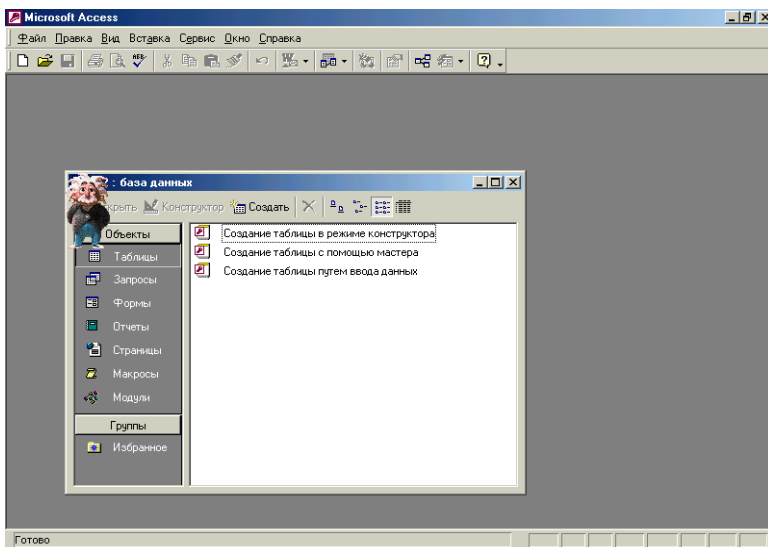 Microsoft Access
Файл Правка Вид Вставка Сервис Окно Справка
: база данных
Конструктор Создать
Объекты
Таблицы
Запросы
Формы
Отчеты
Страницы
Макросы
Модули
Группы
Избранное
Создание таблицы в режиме конструктора
Создание таблицы с помощью мастера
Создание таблицы путем ввода данных
Готово